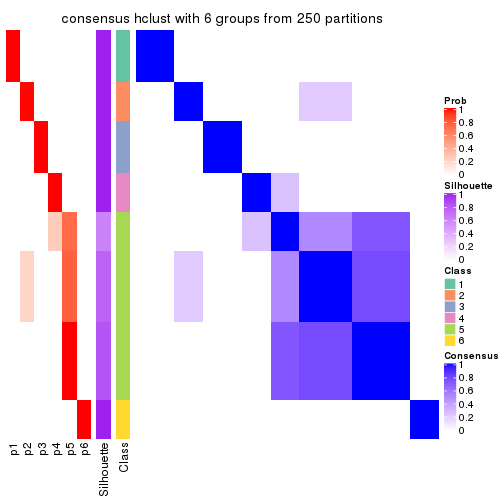 consensus hclust with 6 groups from 250 partitions
Prob
1
0.8
0.6
0.4
0.2
0
Silhouette
1
0.8
0.6
0.4
0.2
0
Class
1
2
3
4
5
6
Consensus
1
0.8
0.6
0.4
0.2
0
p1
p2
p3
p4
p5
p6
Silhouette
Class